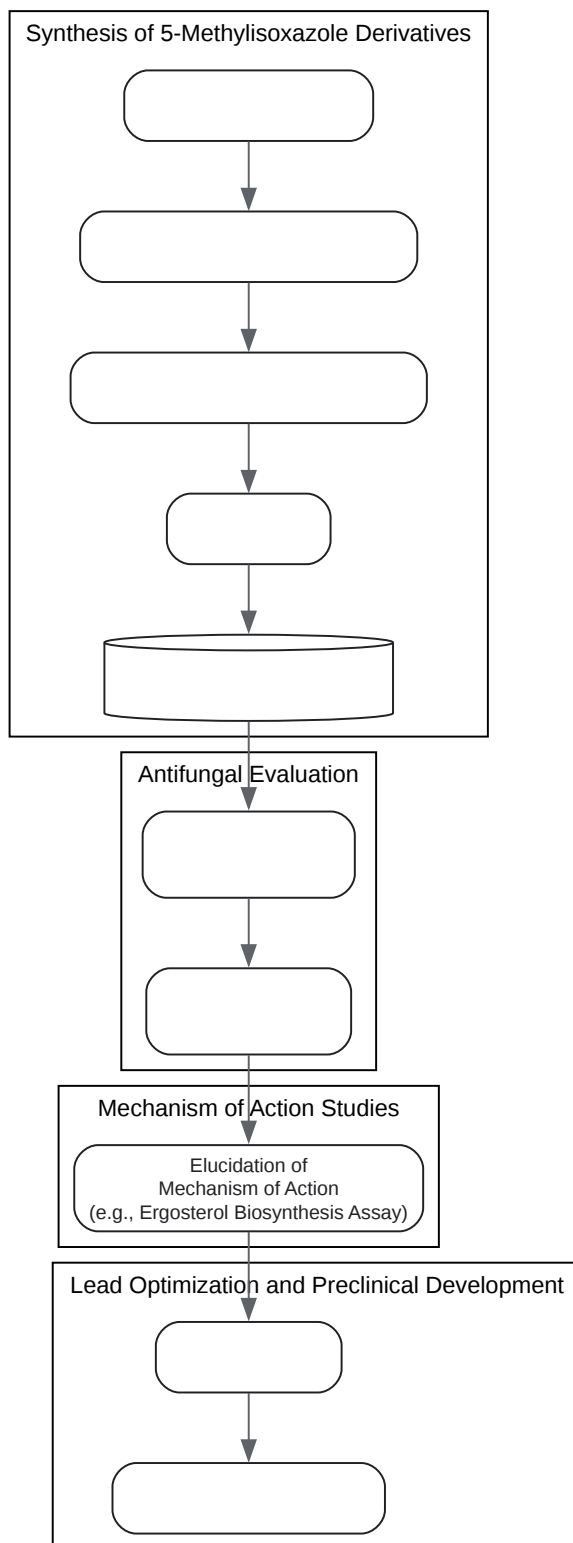 Synthesis of 5-Methylisoxazole Derivatives
Antifungal Evaluation
Mechanism of Action Studies
Elucidation of
Mechanism of Action
(e.g., Ergosterol Biosynthesis Assay)
Lead Optimization and Preclinical Development